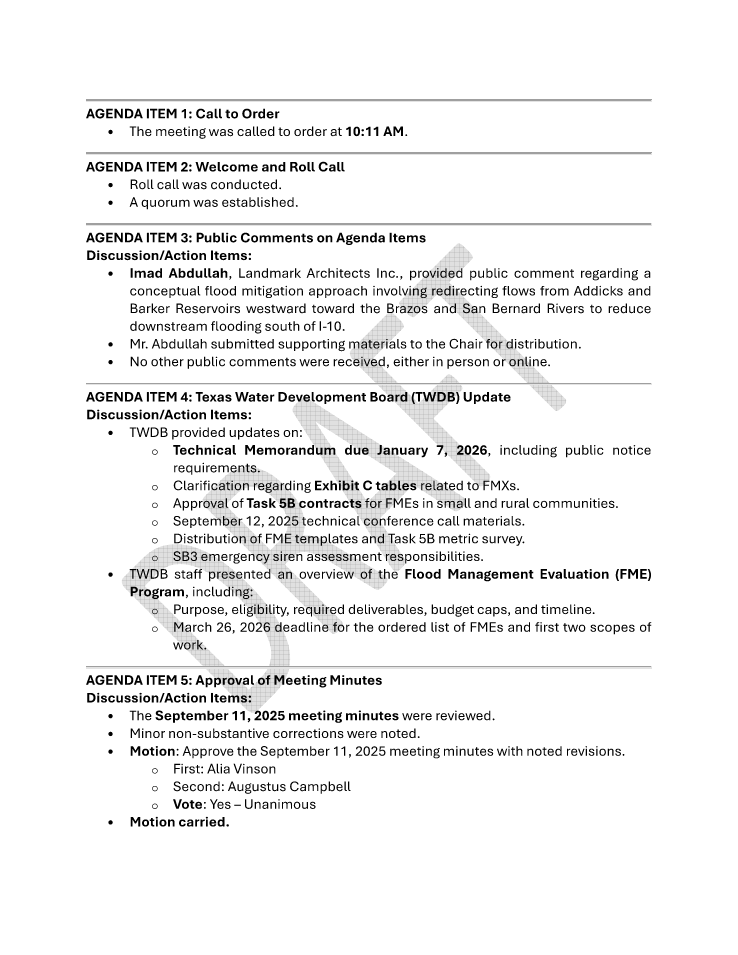 AGENDA ITEM 1: Call to Order
• The meeting was called to order at 10:11 AM.
AGENDA ITEM 2: Welcome and Roll Call
• Roll call was conducted.
• A quorum was established.
AGENDA ITEM 3: Public Comments on Agenda Items
Discussion/Action Items:
• Imad Abdullah, Landmark Architects Inc., provided public comment regarding a
conceptual flood mitigation approach involving redirecting flows from Addicks and
Barker Reservoirs westward toward the Brazos and San Bernard Rivers to reduce
downstream flooding south of I-10.
• Mr. Abdullah submitted supporting materials to the Chair for distribution.
• No other public comments were received, either in person or online.
AGENDA ITEM 4: Texas Water Development Board (TWDB) Update
Discussion/Action Items:
• TWDB provided updates on:
o Technical Memorandum due January 7, 2026, including public notice
requirements.
o Clarification regarding Exhibit C tables related to FMXs.
o Approval of Task 5B contracts for FMEs in small and rural communities.
o September 12, 2025 technical conference call materials.
o Distribution of FME templates and Task 5B metric survey.
o SB3 emergency siren assessment responsibilities.
• TWDB staff presented an overview of the Flood Management Evaluation (FME)
Program, including:
o Purpose, eligibility, required deliverables, budget caps, and timeline.
o March 26, 2026 deadline for the ordered list of FMEs and first two scopes of
work.
AGENDA ITEM 5: Approval of Meeting Minutes
Discussion/Action Items:
• The September 11, 2025 meeting minutes were reviewed.
• Minor non-substantive corrections were noted.
• Motion: Approve the September 11, 2025 meeting minutes with noted revisions.
o First: Alia Vinson
o Second: Augustus Campbell
o Vote: Yes – Unanimous
• Motion carried.
DRAFT